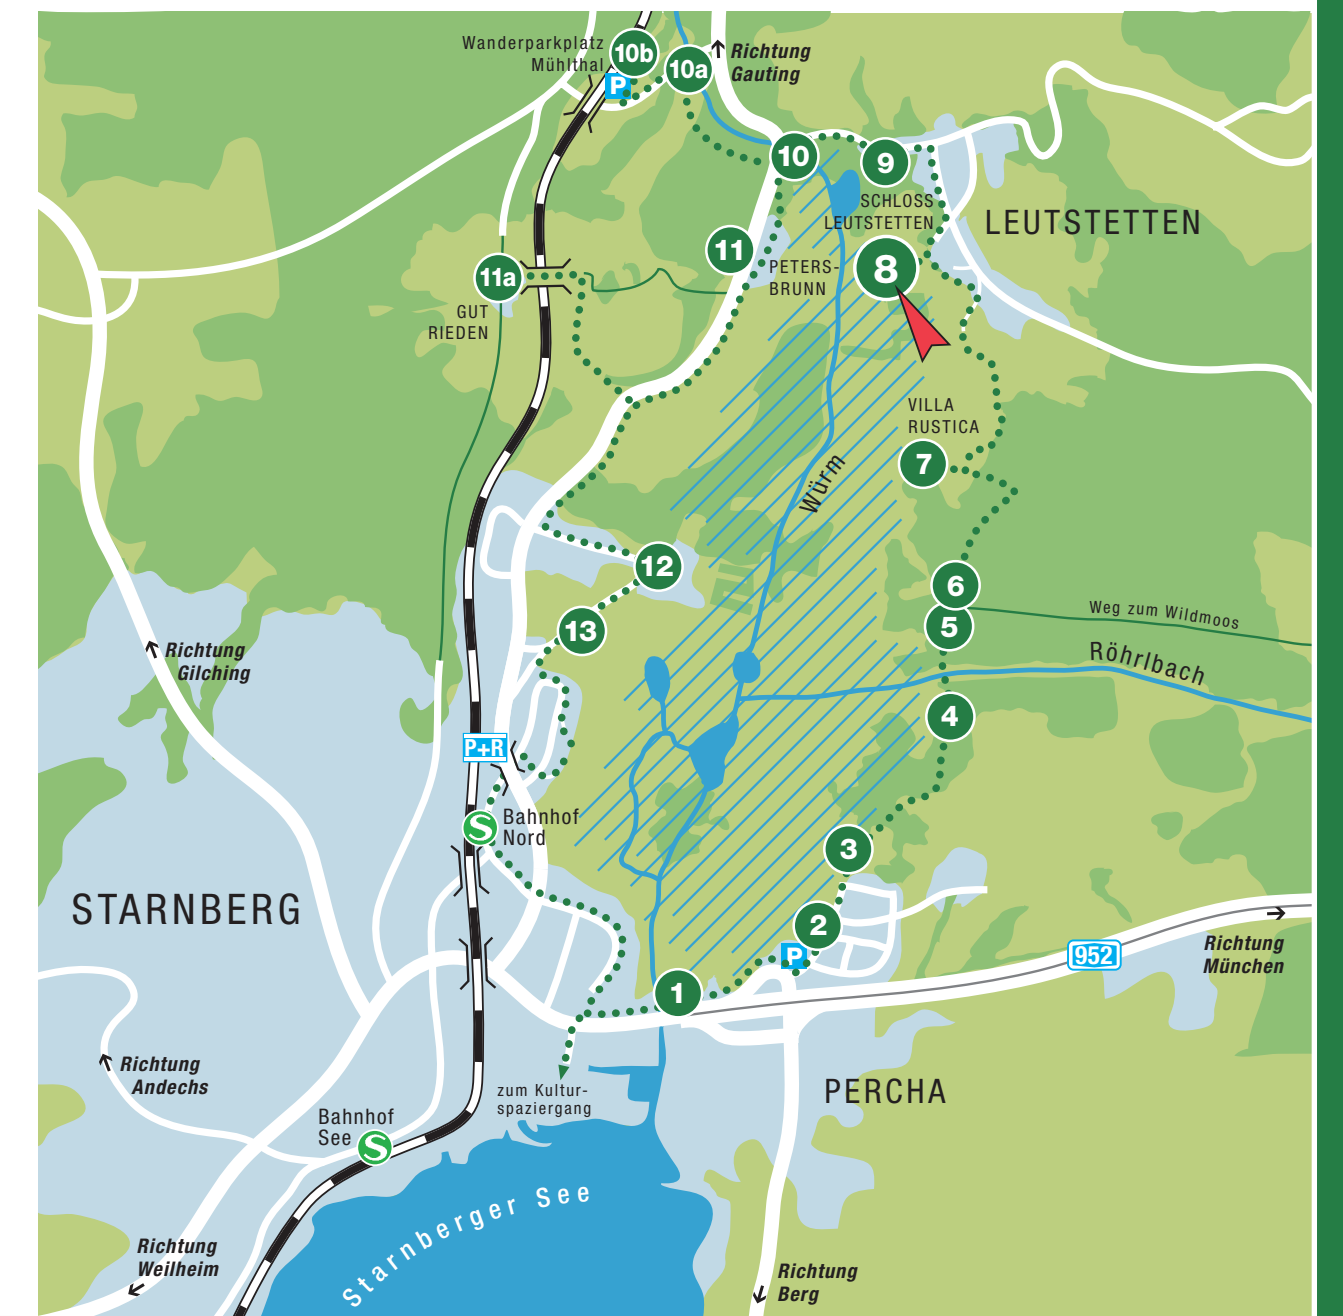 Wanderparkplatz
Mühlthal
10b
P
10a
Richtung
Gauting
10
9
SCHLOSS
LEUTSTETTEN
LEUTSTETTEN
11
PETERS-
BRUNN
8
11a
GUT
RIEDEN
VILLA
RUSTICA
7
Würm
12
6
5
Weg zum Wildmoos
13
Röhrlbach
Richtung
Gilching
4
P+R
S
Bahnhof
Nord
3
STARNBERG
2
P
952
Richtung
München
1
Richtung
Andechs
zum Kultur-
spaziergang
PERCHA
Bahnhof
See
S
Starnberger See
Richtung
Weilheim
Richtung
Berg